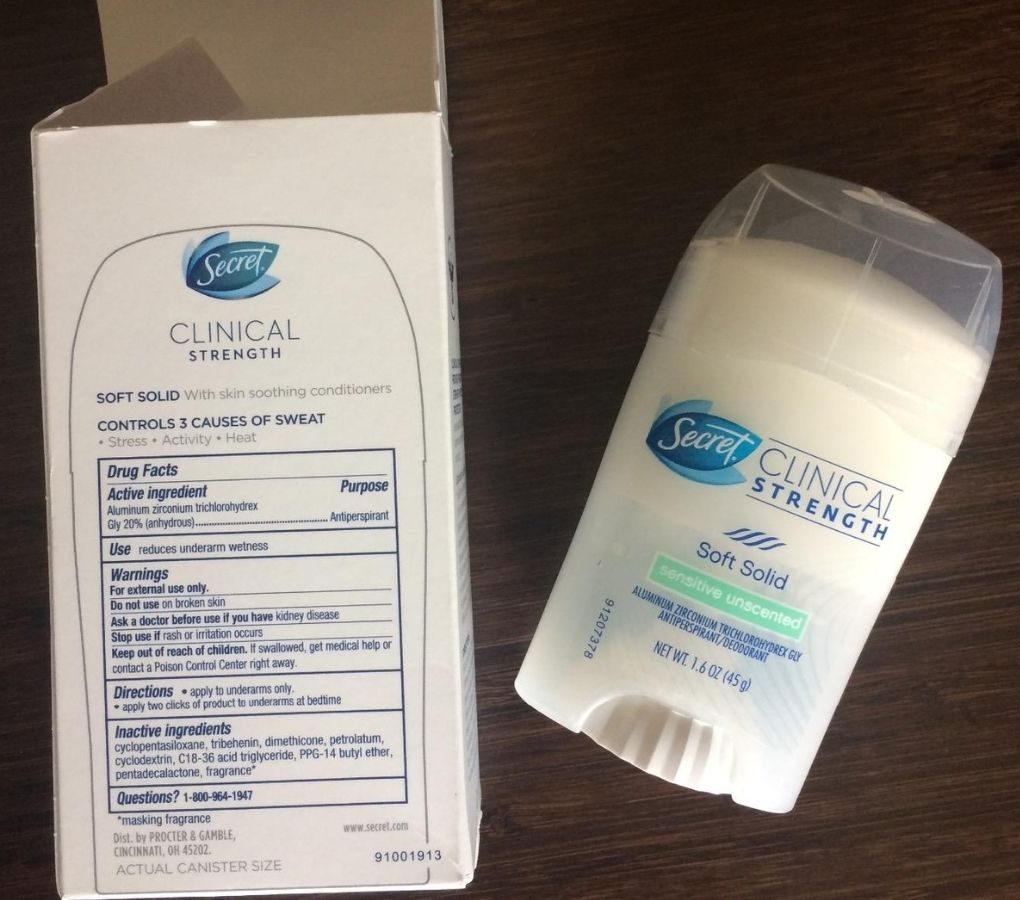 Secret
CLINICAL
STRENGTH
SOFT SOLID With skin soothing conditioners
CONTROLS 3 CAUSES OF SWEAT
• Stress • Activity • Heat
Drug Facts
Active ingredient Purpose
Aluminum zirconium trichlorohydrex
Gly 20% (anhydrous)............................................ Antiperspirant
Use reduces underarm wetness
Warnings
For external use only.
Do not use on broken skin
Ask a doctor before use if you have kidney disease
Stop use if rash or irritation occurs
Keep out of reach of children. If swallowed, get medical help or
contact a Poison Control Center right away.
Directions • apply to underarms only.
• apply two clicks of product to underarms at bedtime
Inactive ingredients
cyclopentasiloxane, tribehenin, dimethicone, petrolatum,
cyclodextrin, C18-36 acid triglyceride, PPG-14 butyl ether,
pentadecalactone, fragrance*
Questions? 1-800-964-1947
*masking fragrance
Dist. by PROCTER & GAMBLE, www.secret.com
CINCINNATI, OH 45202.
ACTUAL CANISTER SIZE 91001913
Secret.
CLINICAL
STRENGTH
Soft Solid
sensitive unscented
ALUMINUM ZIRCONIUM TRICHLOROHYDREX GLY
ANTIPERSPIRANT/DEODORANT
NET WT. 1.6 OZ (45 g)
91207378